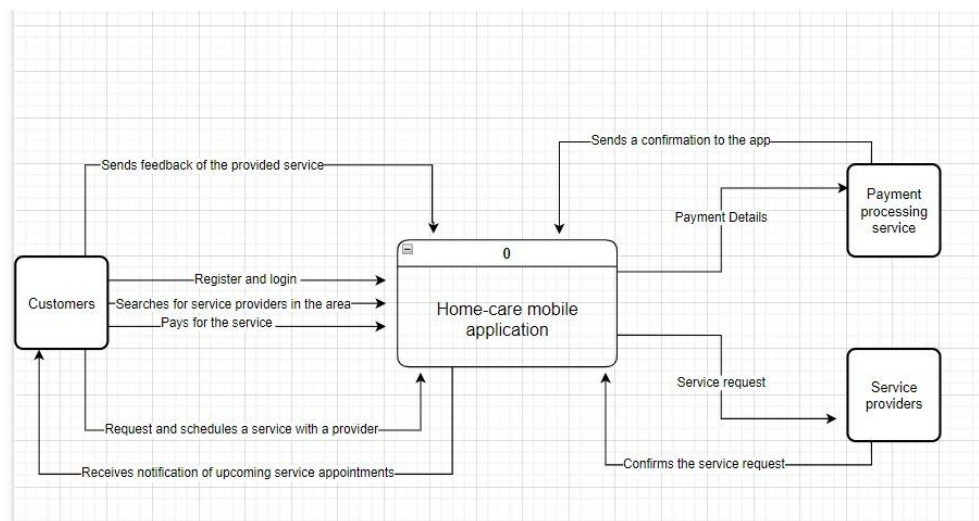 Sends a confirmation to the app
Sends feedback of the provided service
Payment
processing
service
Payment Details
0
Register and login
Customers
Searches for service providers in the area
Home-care mobile
application
Pays for the service
Service request
Service
providers
Request and schedules a service with a provider
Confirms the service request
Receives notification of upcoming service appointments